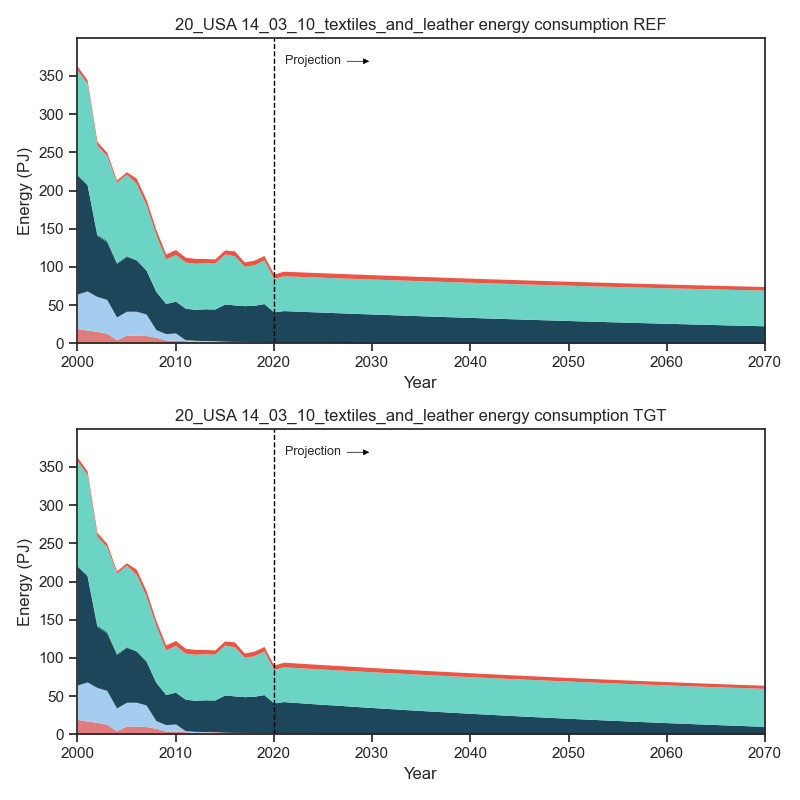 20_USA 14_03_10_textiles_and_leather energy consumption REF
Projection
Energy (PJ)
350
300
250
200
150
100
50
0
2000 2010 2020 2030 2040 2050 2060 2070
Year
20_USA 14_03_10_textiles_and_leather energy consumption TGT
Projection
Energy (PJ)
350
300
250
200
150
100
50
0
2000 2010 2020 2030 2040 2050 2060 2070
Year